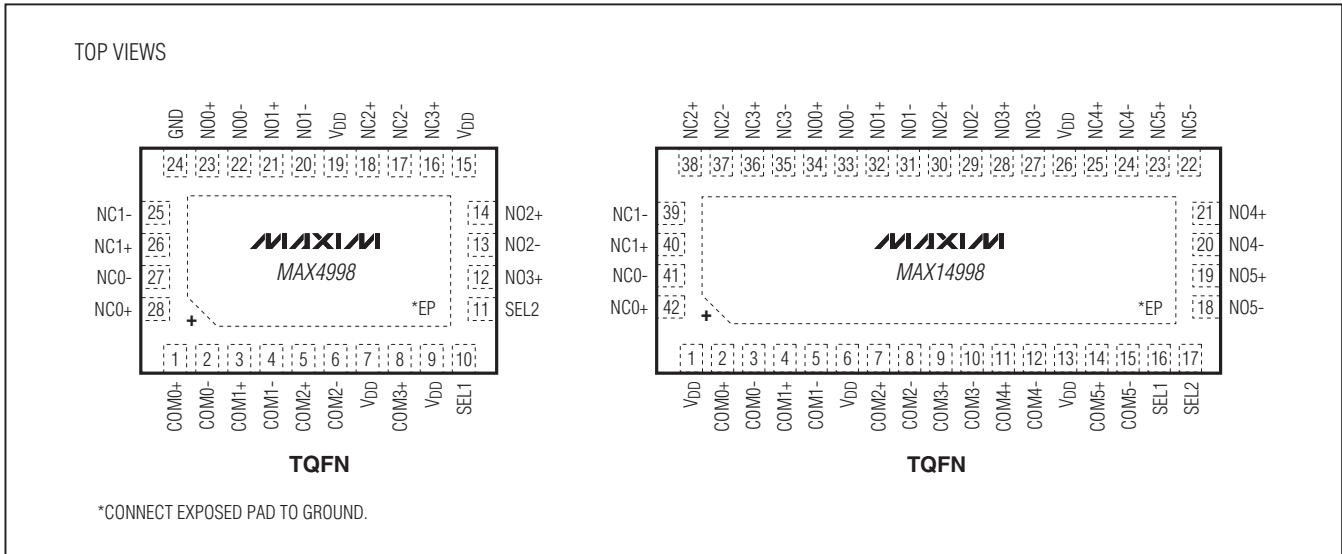 TOP VIEWS
GND NO0+ NO0- NO1+ NO1- VDD NC2+ NC2- NC3+ VDD
24 23 22 21 20 19 18 17 16 15
NC1- 25
NC1+ 26
NC0- 27
NC0+ 28
MAXIM
MAX4998
*EP
+
14 NO2+
13 NO2-
12 NO3+
11 SEL2
1 2 3 4 5 6 7 8 9 10
COM0+ COM0- COM1+ COM1- COM2+ COM2- VDD COM3+ VDD SEL1
TQFN
NC2+ NC2- NC3+ NC3- NO0+ NO0- NO1+ NO1- NO2+ NO2- NO3+ NO3- VDD NC4+ NC4- NC5+ NC5-
38 37 36 35 34 33 32 31 30 29 28 27 26 25 24 23 22
NC1- 39
NC1+ 40
NC0- 41
NC0+ 42
MAXIM
MAX14998
*EP
+
21 NO4+
20 NO4-
19 NO5+
18 NO5-
1 2 3 4 5 6 7 8 9 10 11 12 13 14 15 16 17
VDD COM0+ COM0- COM1+ COM1- VDD COM2+ COM2- COM3+ COM3- COM4+ COM4- VDD COM5+ COM5- SEL1 SEL2
TQFN
*CONNECT EXPOSED PAD TO GROUND.